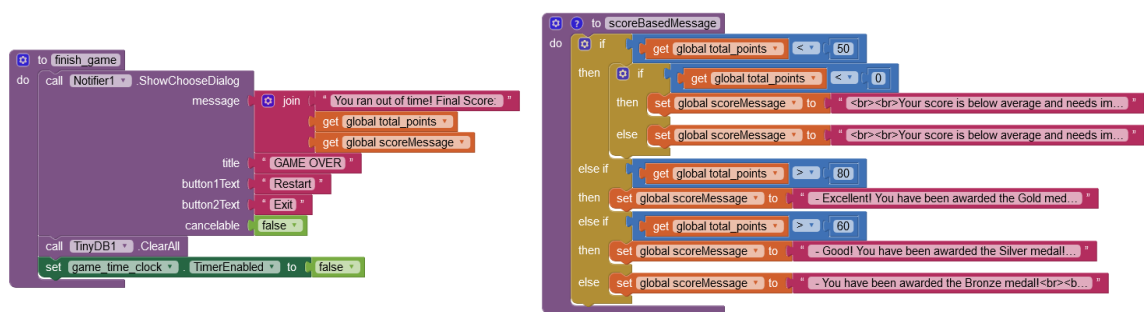 to finish_game
do call Notifier1 .ShowChooseDialog
message join " You ran out of time! Final Score: "
get global total_points
get global scoreMessage
title " GAME OVER "
button1Text " Restart "
button2Text " Exit "
cancelable false
call TinyDB1 .ClearAll
set game_time_clock . TimerEnabled to false
? to scoreBasedMessage
do if get global total_points < 50
then if get global total_points < 0
then set global scoreMessage to " <br><br>Your score is below average and needs im... "
else set global scoreMessage to " <br><br>Your score is below average and needs im... "
else if get global total_points > 80
then set global scoreMessage to " - Excellent! You have been awarded the Gold med... "
else if get global total_points > 60
then set global scoreMessage to " - Good! You have been awarded the Silver medal!... "
else set global scoreMessage to " - You have been awarded the Bronze medal!<br><b... "